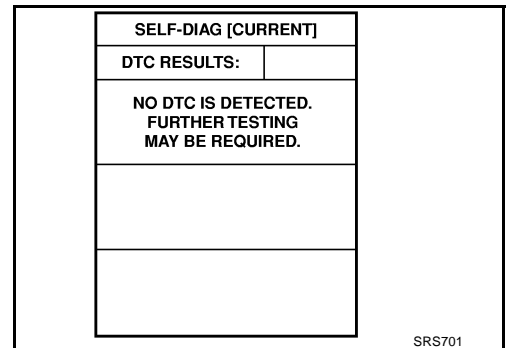 SELF-DIAG [CURRENT]
DTC RESULTS:
NO DTC IS DETECTED.
FURTHER TESTING
MAY BE REQUIRED.
SRS701